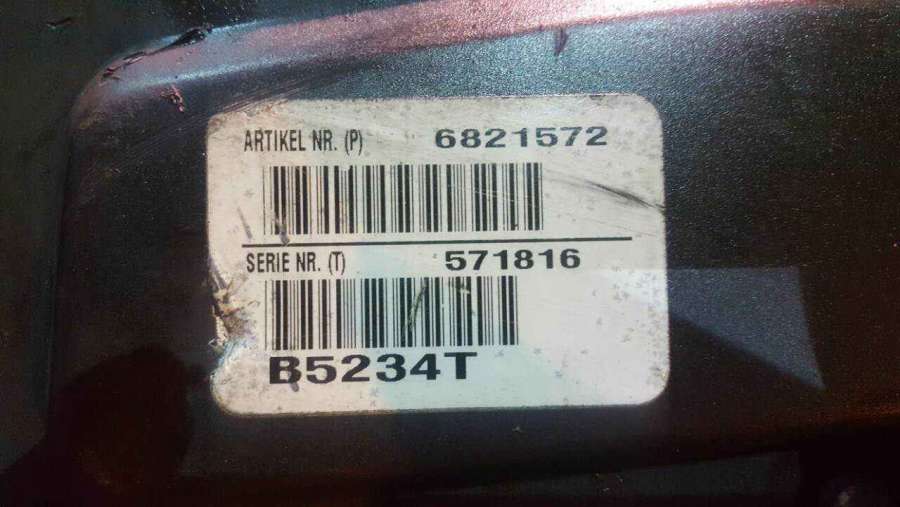 ARTIKEL NR. (P) 6821572
SERIE NR. (T) 571816
B5234T